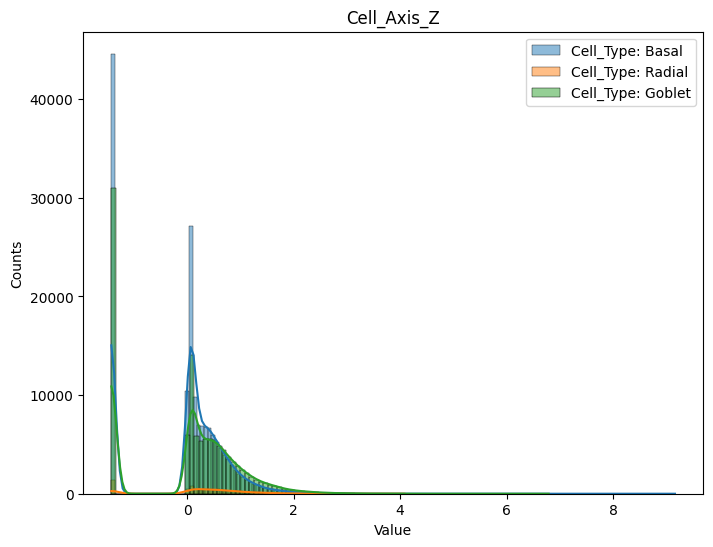 Cell_Axis_Z
Cell_Type: Basal
Cell_Type: Radial
Cell_Type: Goblet
Counts
40000
30000
20000
10000
0
0 2 4 6 8
Value